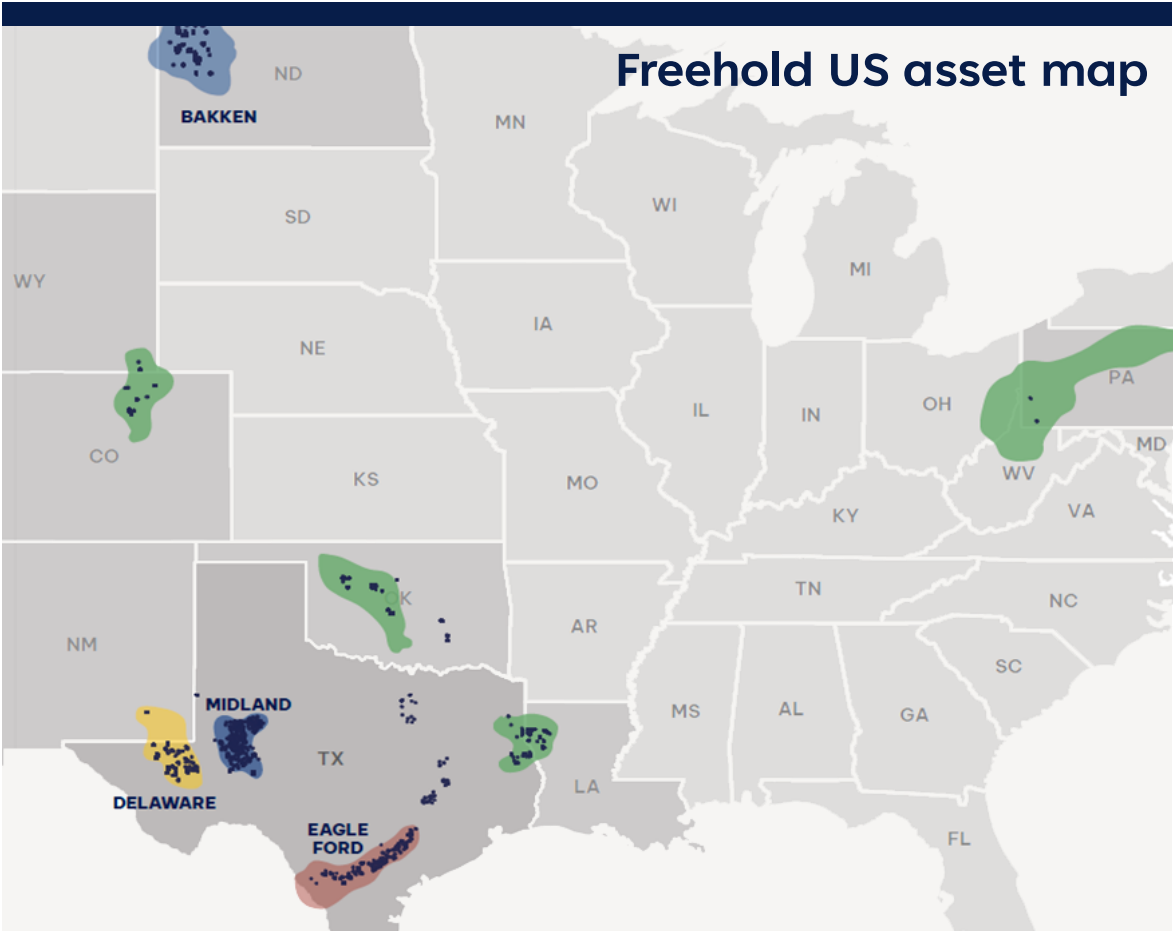 Freehold US asset map
ND
BAKKEN
MN
WI
SD
MI
WY
IA
NE
PA
IL
IN
OH
MD
CO
WV
KS
MO
VA
KY
TN
OK
NC
AR
NM
SC
MIDLAND
MS
AL
GA
TX
LA
DELAWARE
EAGLE
FORD
FL